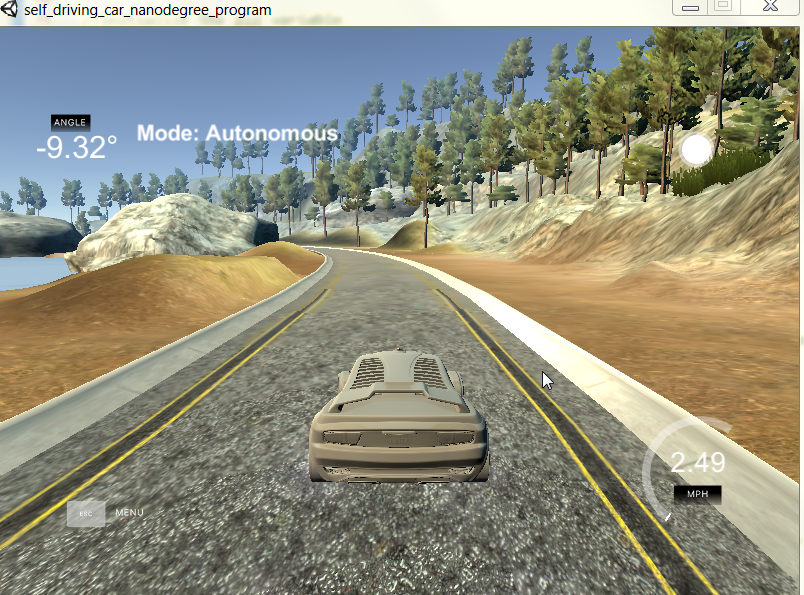 self_driving_car_nanodegree_program
ANGLE
-9.32°
Mode: Autonomous
2.49
MPH
ESC
MENU